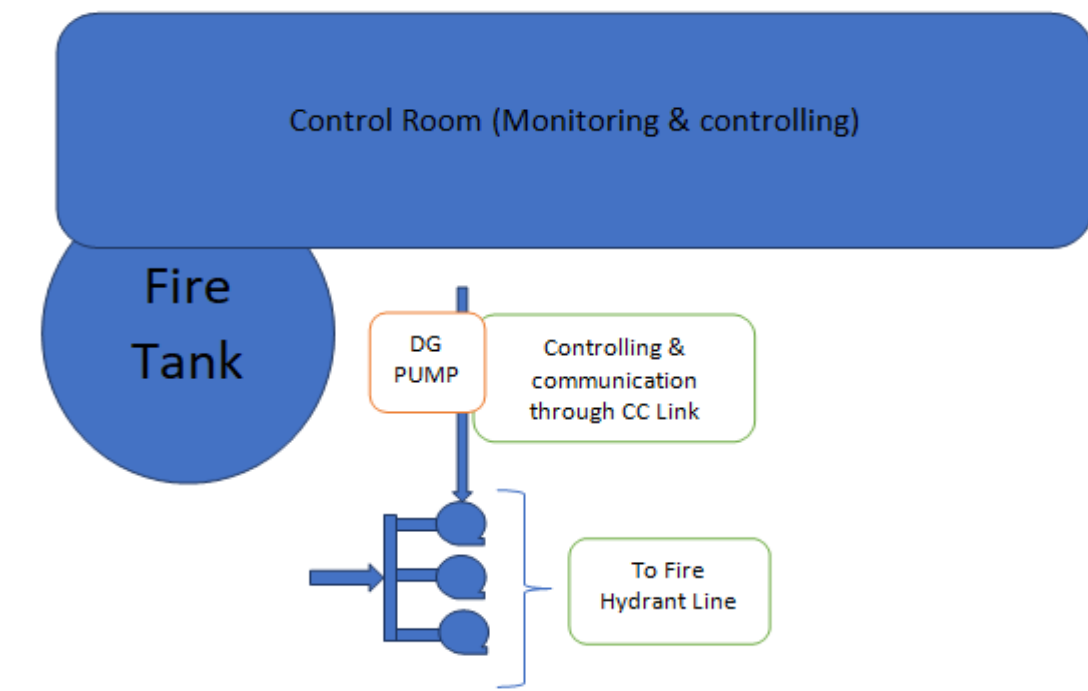 Control Room (Monitoring & controlling)
Fire
Tank
DG
PUMP
Controlling &
communication
through CC Link
To Fire
Hydrant Line